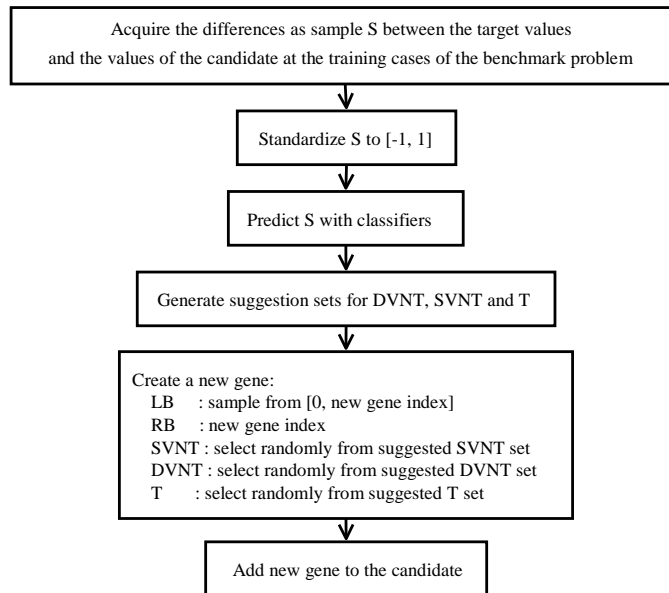 Acquire the differences as sample S between the target values
and the values of the candidate at the training cases of the benchmark problem
Standardize S to [-1, 1]
Predict S with classifiers
Generate suggestion sets for DVNT, SVNT and T
Create a new gene:
LB : sample from [0, new gene index]
RB : new gene index
SVNT : select randomly from suggested SVNT set
DVNT : select randomly from suggested DVNT set
T : select randomly from suggested T set
Add new gene to the candidate